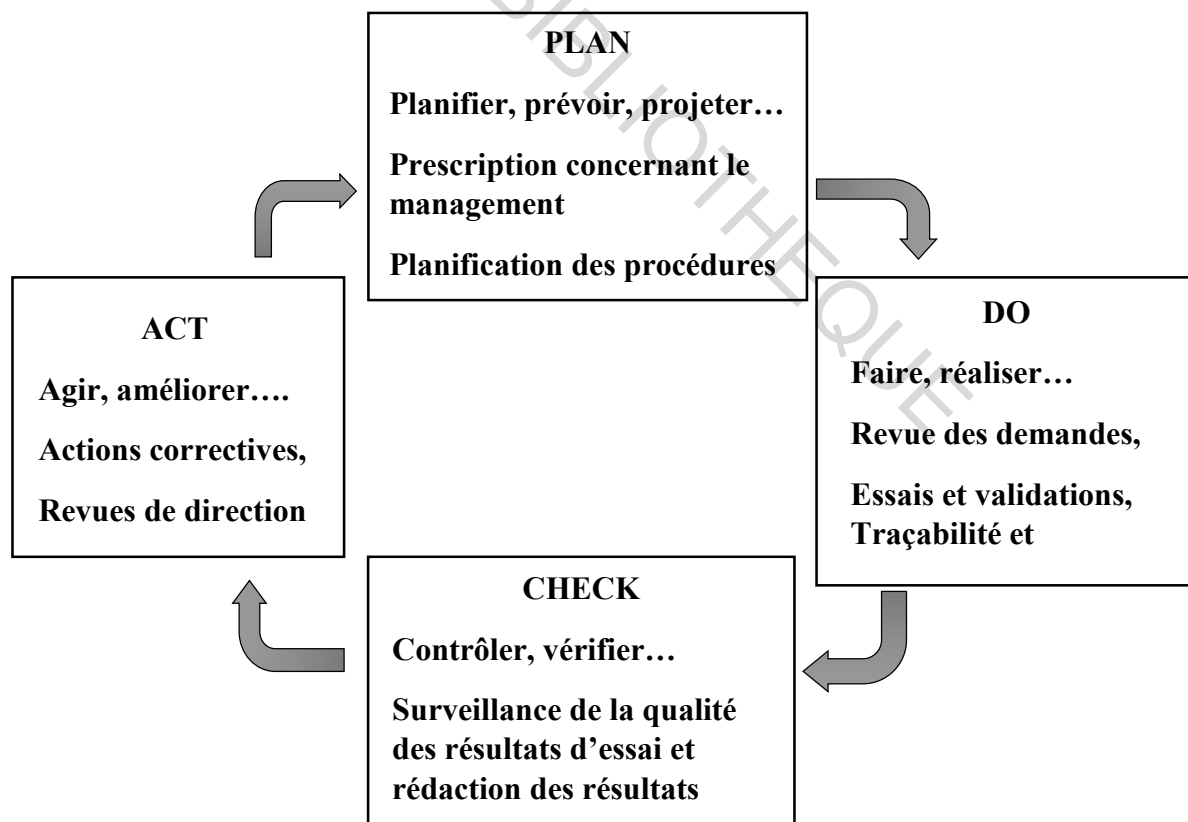 PLAN
Planifier, prévoir, projeter…
Prescription concernant le
management
Planification des procédures
DO
Faire, réaliser…
Revue des demandes,
Essais et validations,
Traçabilité et
CHECK
Contrôler, vérifier…
Surveillance de la qualité
des résultats d’essai et
rédaction des résultats
ACT
Agir, améliorer….
Actions correctives,
Revues de direction
BIBLIOTHEQUE